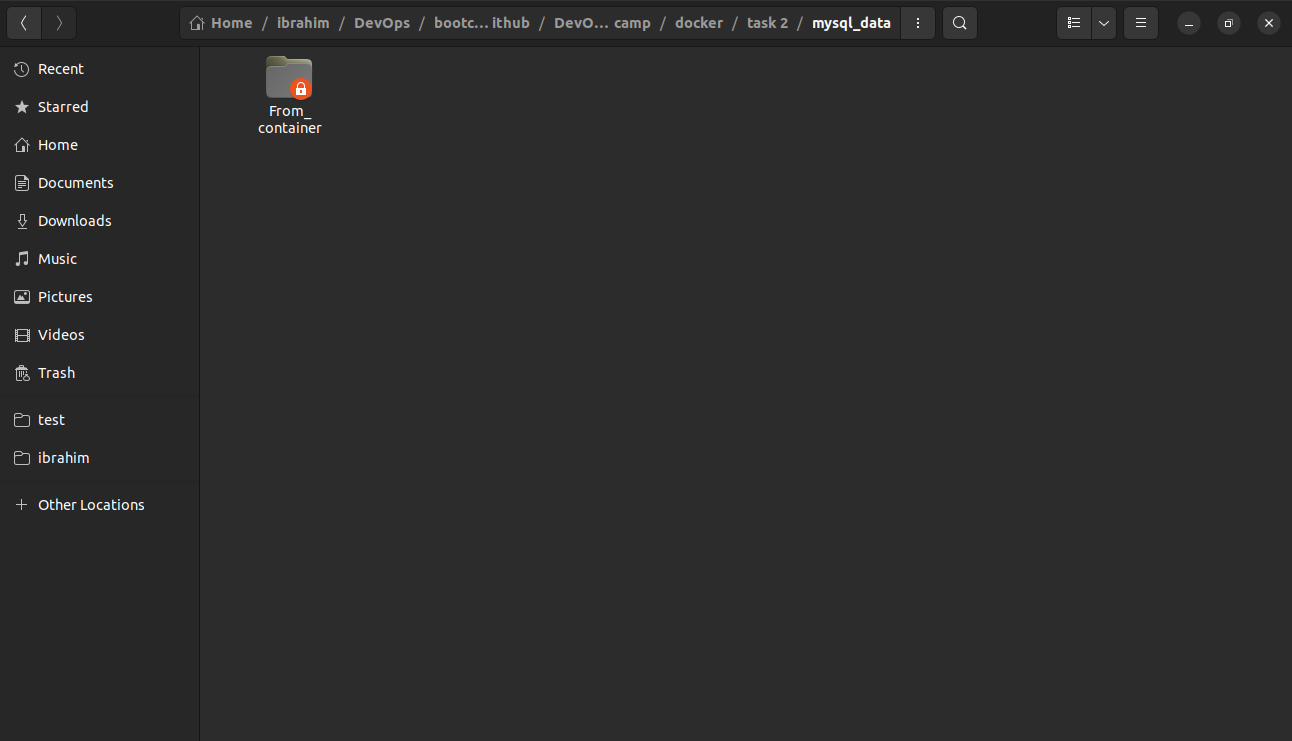 Home / ibrahim / DevOps / bootc... ithub / DevO... camp / docker / task 2 / mysql_data
Recent
Starred
Home
Documents
Downloads
Music
Pictures
Videos
Trash
test
ibrahim
Other Locations
From_
container